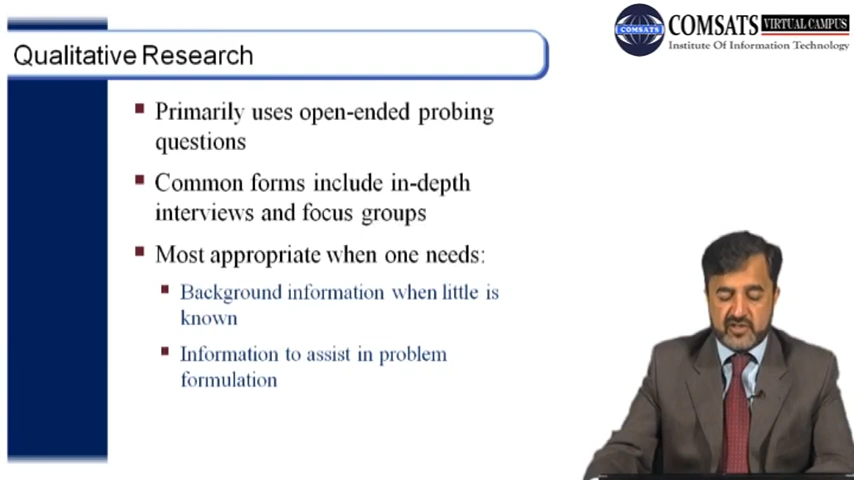 COMSATS VIRTUAL CAMPUS
COMSATS
Institute Of Information Technology
Qualitative Research
Primarily uses open-ended probing
questions
Common forms include in-depth
interviews and focus groups
Most appropriate when one needs:
Background information when little is
known
Information to assist in problem
formulation